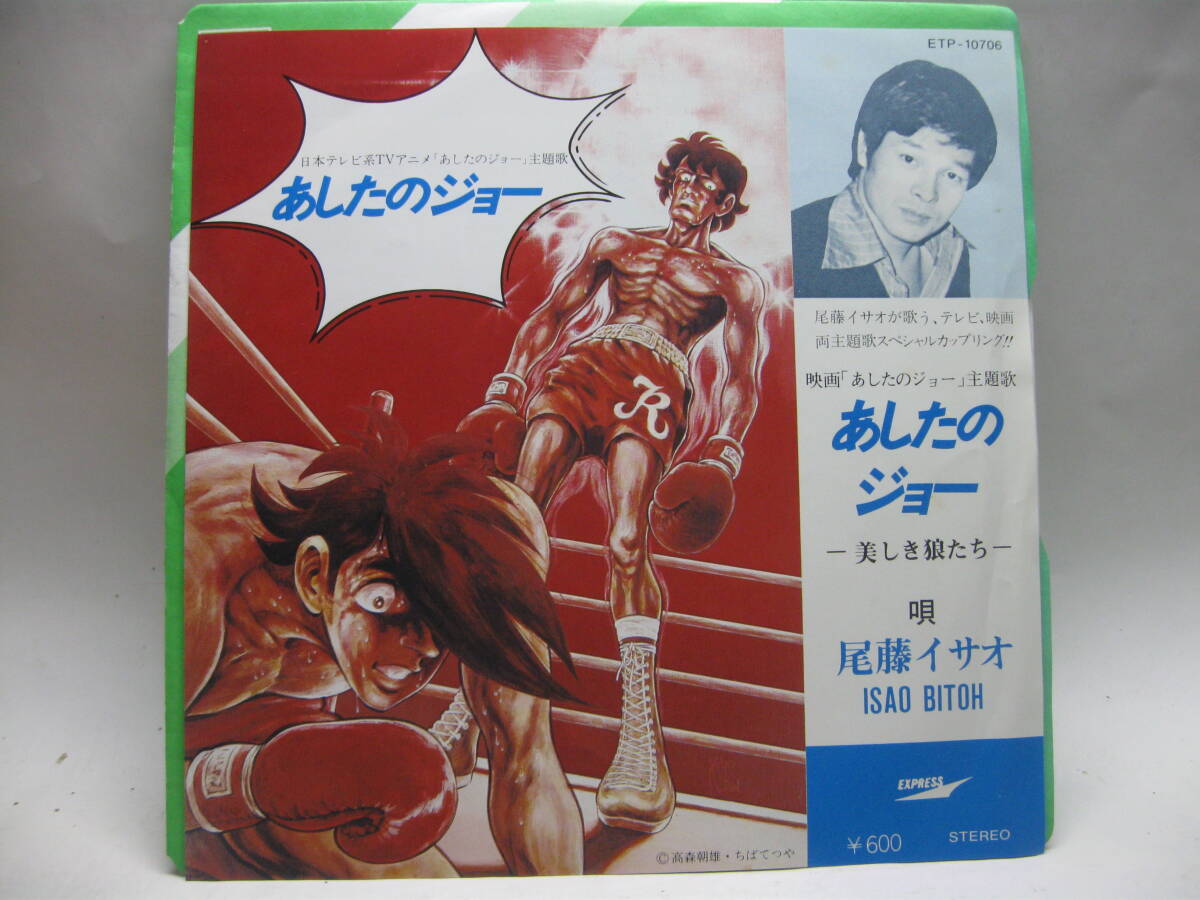 ETP-10706
日本テレビ系TVアニメ「あしたのジョー」主題歌
あしたのジョー
尾藤イサオが歌う、テレビ、映画
両主題歌スペシャルカップリング!!
映画「あしたのジョー」主題歌
あしたの
ジョー
—美しき狼たち—
唄
尾藤イサオ
ISAO BITOH
EXPRESS
¥600
STEREO
©高森朝雄・ちばてつや
R